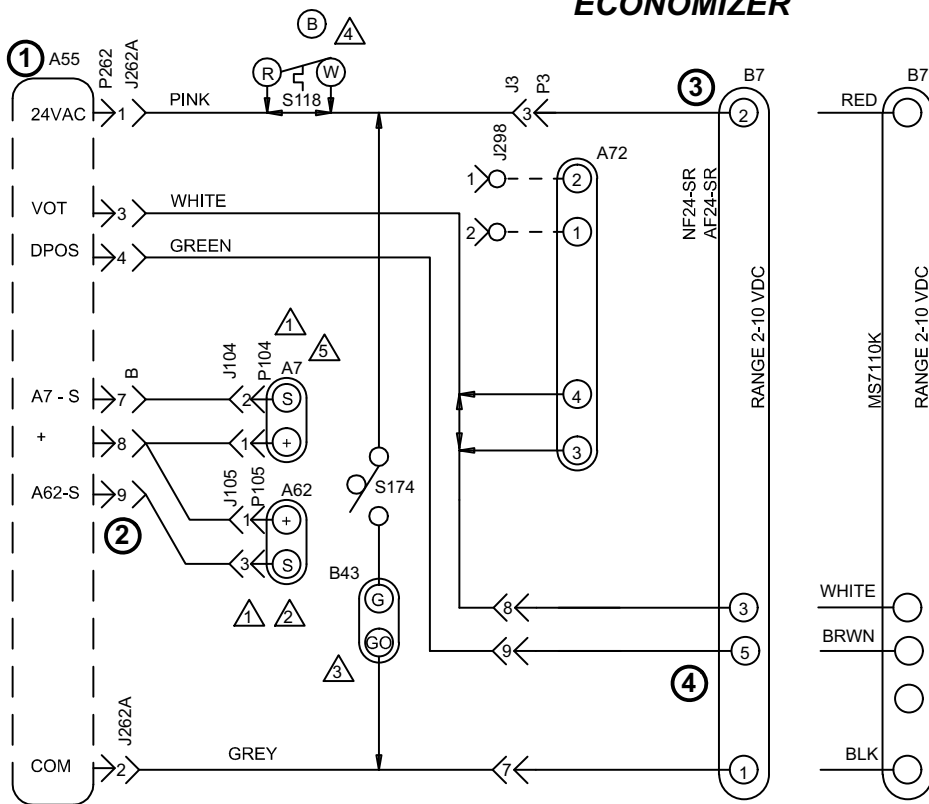 ECONOMIZER
1 A55 P262 J262A
B 4
R W
S118
J3 P3
3 B7
B7
24VAC 1 PINK
3
2
RED
J298
A72
1 2
2 1
NF24-SR
AF24-SR
VOT 3 WHITE
DPOS 4 GREEN
RANGE 2-10 VDC
MS7110K
RANGE 2-10 VDC
1
5
J104 P104 A7
B
A7 - S 7
2 S
+ 8
1 +
4
3
A62-S 9
2
J105 P105 A62
1 +
3 S
1 2
S174
B43
G
GO
3
8 3
WHITE
9 5
BRWN
4
J262A
COM 2 GREY
7 1
BLK